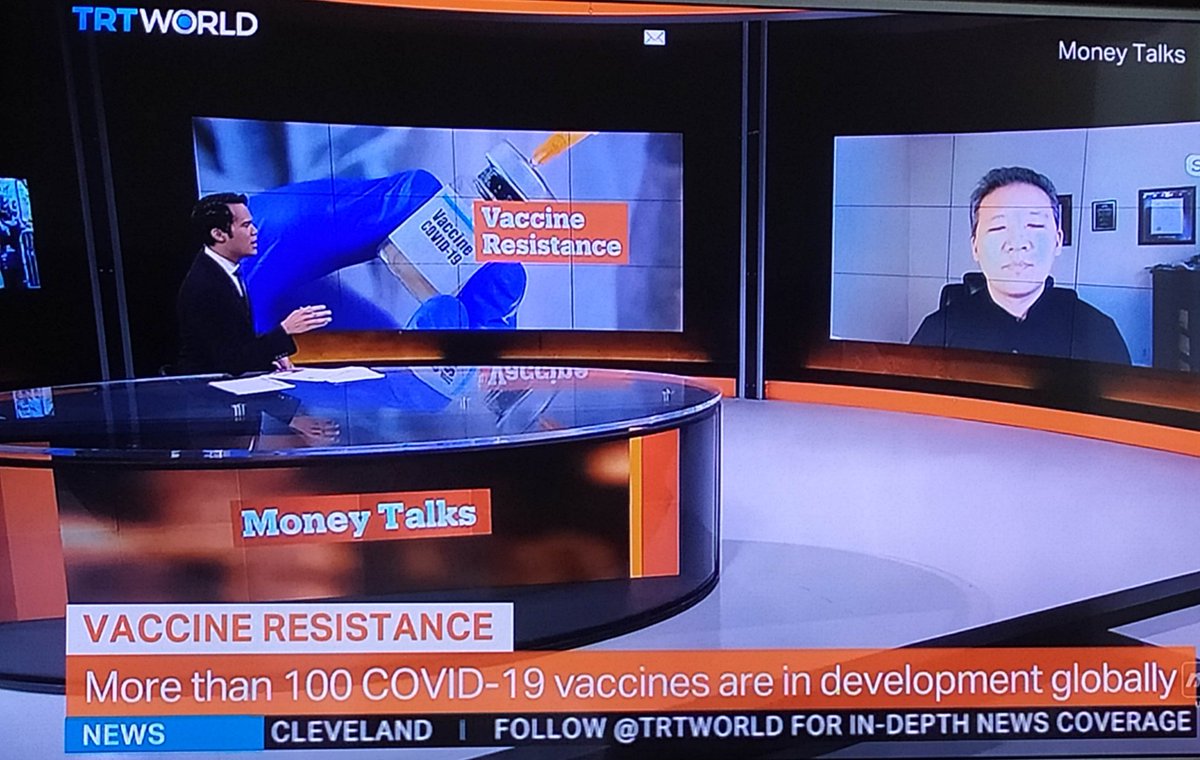 TRTWORLD
Money Talks
Vaccine
COVID-19
Vaccine
Resistance
Money Talks
VACCINE RESISTANCE
More than 100 COVID-19 vaccines are in development globally
NEWS
CLEVELAND | FOLLOW @TRTWORLD FOR IN-DEPTH NEWS COVERAGE